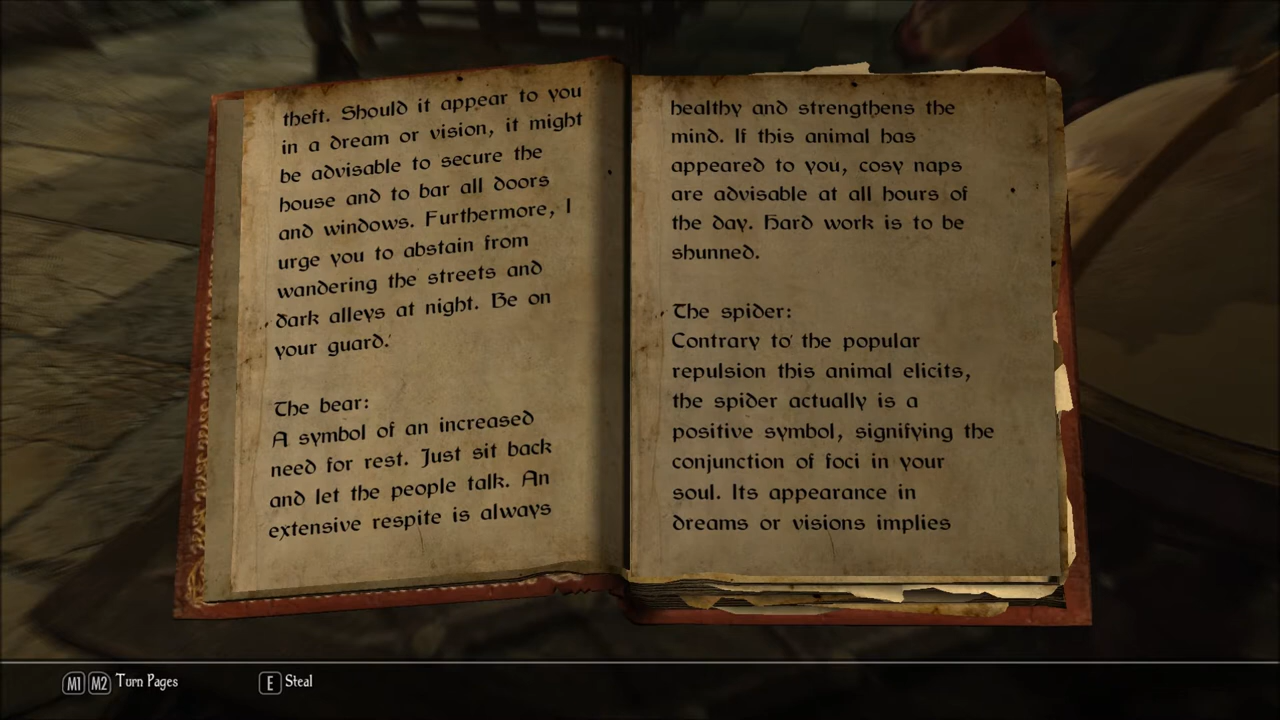 theft. Should it appear to you
in a dream or vision, it might
be advisable to secure the
house and to bar all doors
and windows. Furthermore, I
urge you to abstain from
wandering the streets and
dark alleys at night. Be on
your guard.
The bear:
A symbol of an increased
need for rest. Just sit back
and let the people talk. An
extensive respite is always
healthy and strengthens the
mind. If this animal has
appeared to you, cosy naps
are advisable at all hours of
the day. Hard work is to be
shunned.
The spider:
Contrary to the popular
repulsion this animal elicits,
the spider actually is a
positive symbol, signifying the
conjunction of foci in your
soul. Its appearance in
dreams or visions implies
M1 M2 Turn Pages
E Steal